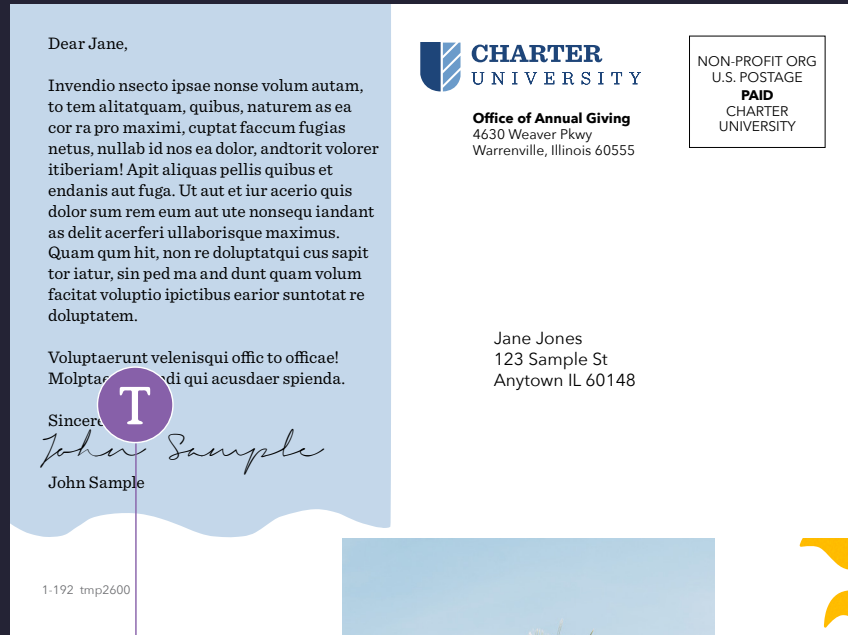 Dear Jane,
Invendio nsecto ipsae nonse volum autam,
to tem alitatquam, quibus, naturem as ea
cor ra pro maximi, cuptat faccum fugias
netus, nullab id nos ea dolor, andtorit volorer
itiberiam! Apit aliquas pellis quibus et
endanis aut fuga. Ut aut et iur acerio quis
dolor sum rem eum aut ute nonsequ iandant
as delit acerferi ullaborisque maximus.
Quam qum hit, non re doluptatqui cus sapit
tor iatur, sin ped ma and dunt quam volum
facitat voluptio ipictibus earior suntotat re
doluptatem.
Voluptaerunt velenisqui offic to officae!
qui acusdaer spienda.
T
John Sample
John Sample
1-192 tmp2600
CHARTER
UNIVERSITY
Office of Annual Giving
4630 Weaver Pkwy
Warrenville, Illinois 60555
NON-PROFIT ORG
U.S. POSTAGE
PAID
CHARTER
UNIVERSITY
Jane Jones
123 Sample St
Anytown IL 60148